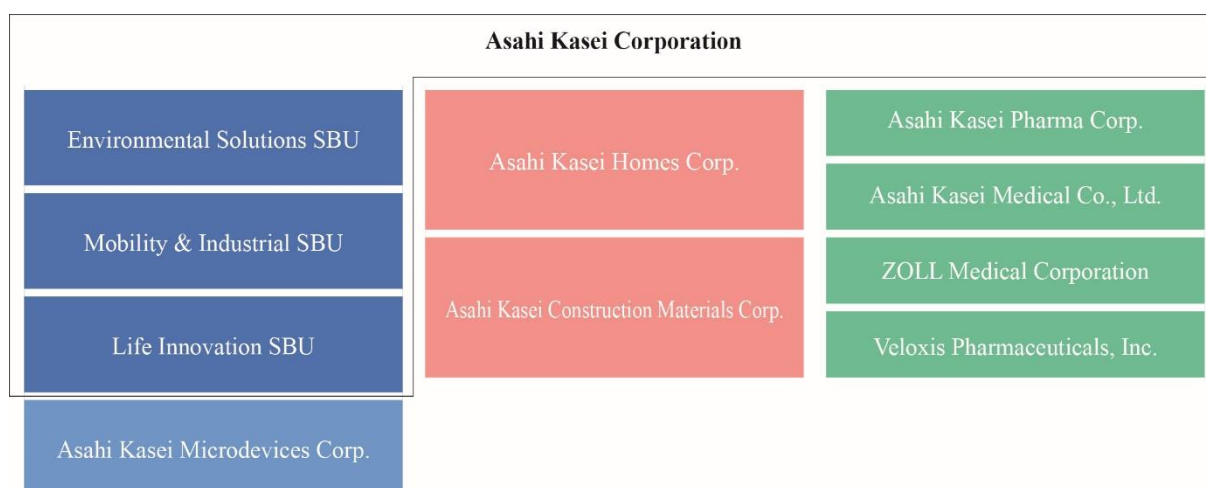 Asahi Kasei Corporation
Environmental Solutions SBU
Mobility & Industrial SBU
Life Innovation SBU
Asahi Kasei Microdevices Corp.
Asahi Kasei Homes Corp.
Asahi Kasei Construction Materials Corp.
Asahi Kasei Pharma Corp.
Asahi Kasei Medical Co., Ltd.
ZOLL Medical Corporation
Veloxis Pharmaceuticals, Inc.